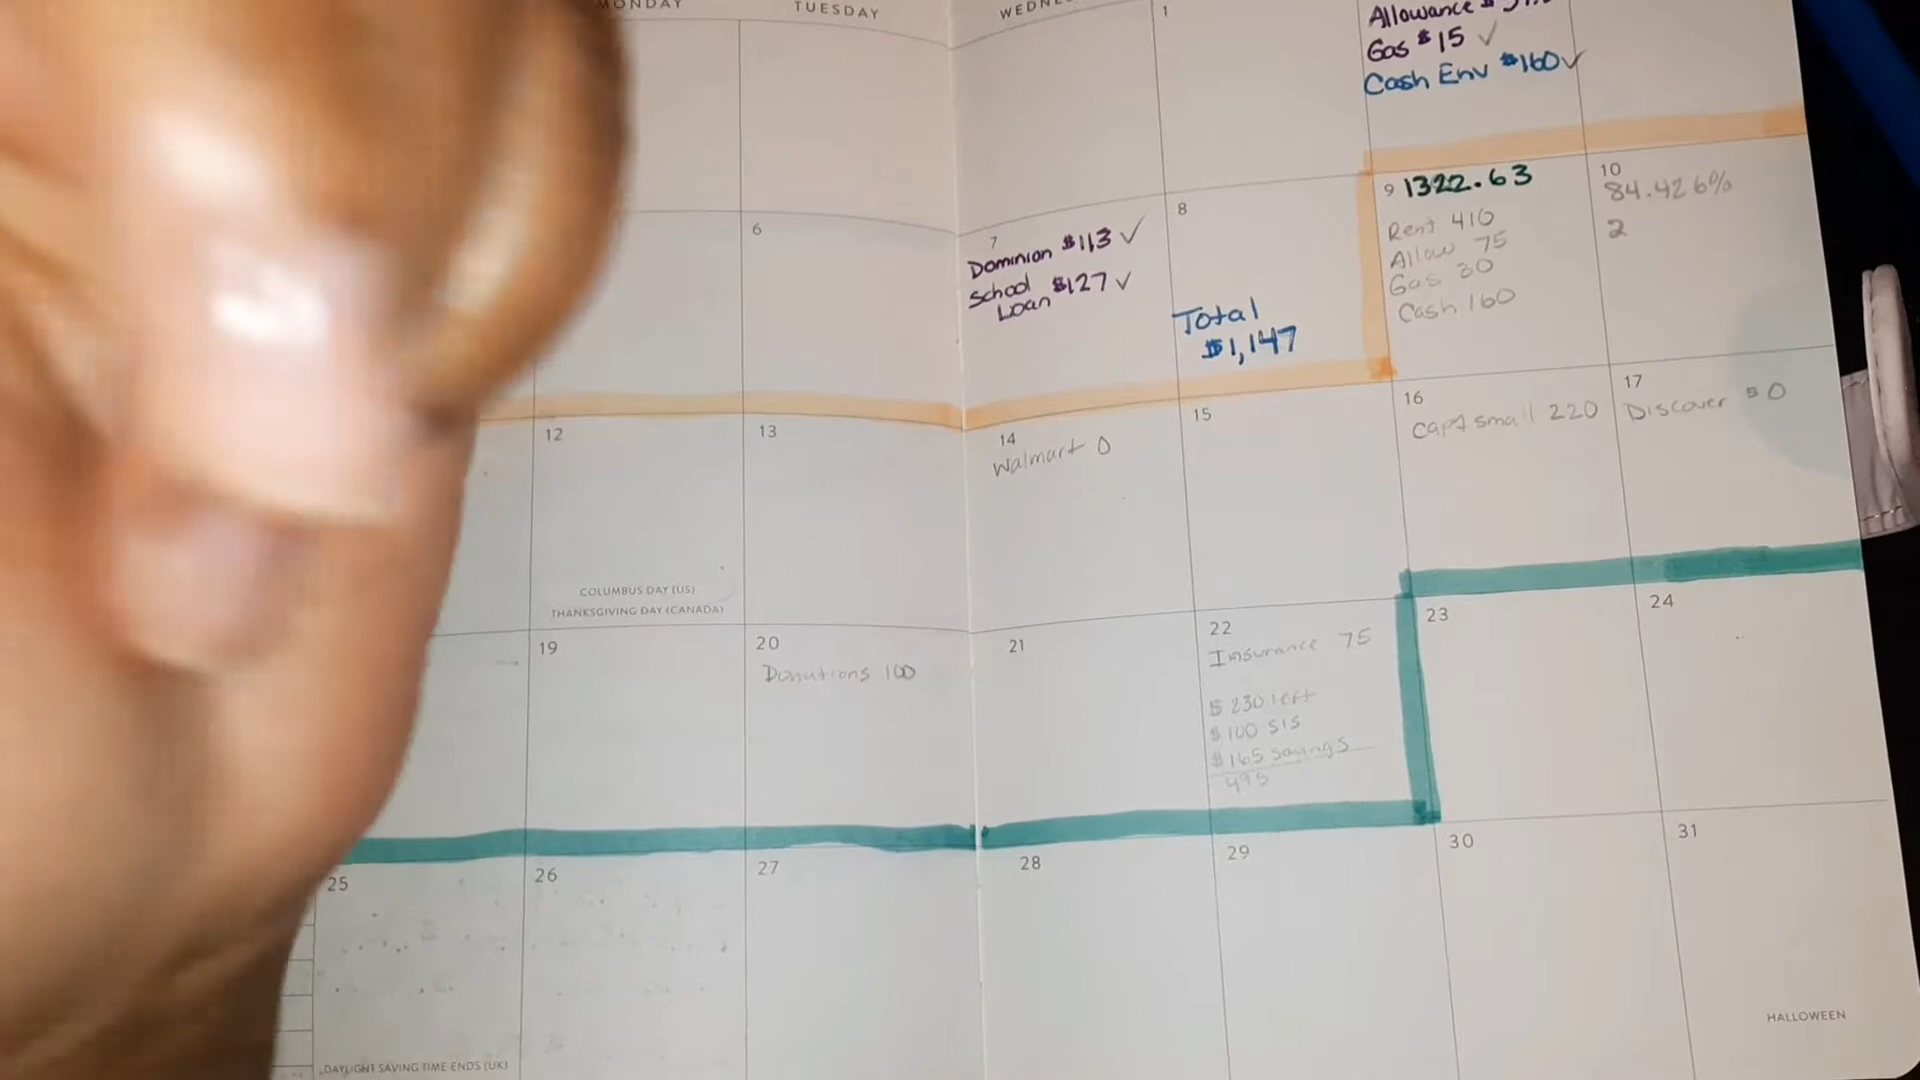 MONDAY
TUESDAY
1
Allowance $
Gas $15 ✓
Cash Env $160 ✓
6
7
Dominion $113 ✓
School $127 ✓
Loan
8
Total
$1,147
9 1322.63
Rent 410
Allow 75
Gas 30
Cash 160
10
84.426%
2
12
COLUMBUS DAY (US)
THANKSGIVING DAY (CANADA)
13
14
Walmart 0
15
16
Cap1 small 220
17
Discover 50
19
20
Donations 100
21
22
Insurance 75
$230 left
$100 SIS
$165 savings
495
23
24
25
DAYLIGHT SAVING TIME ENDS (UK)
26
27
28
29
30
31
HALLOWEEN